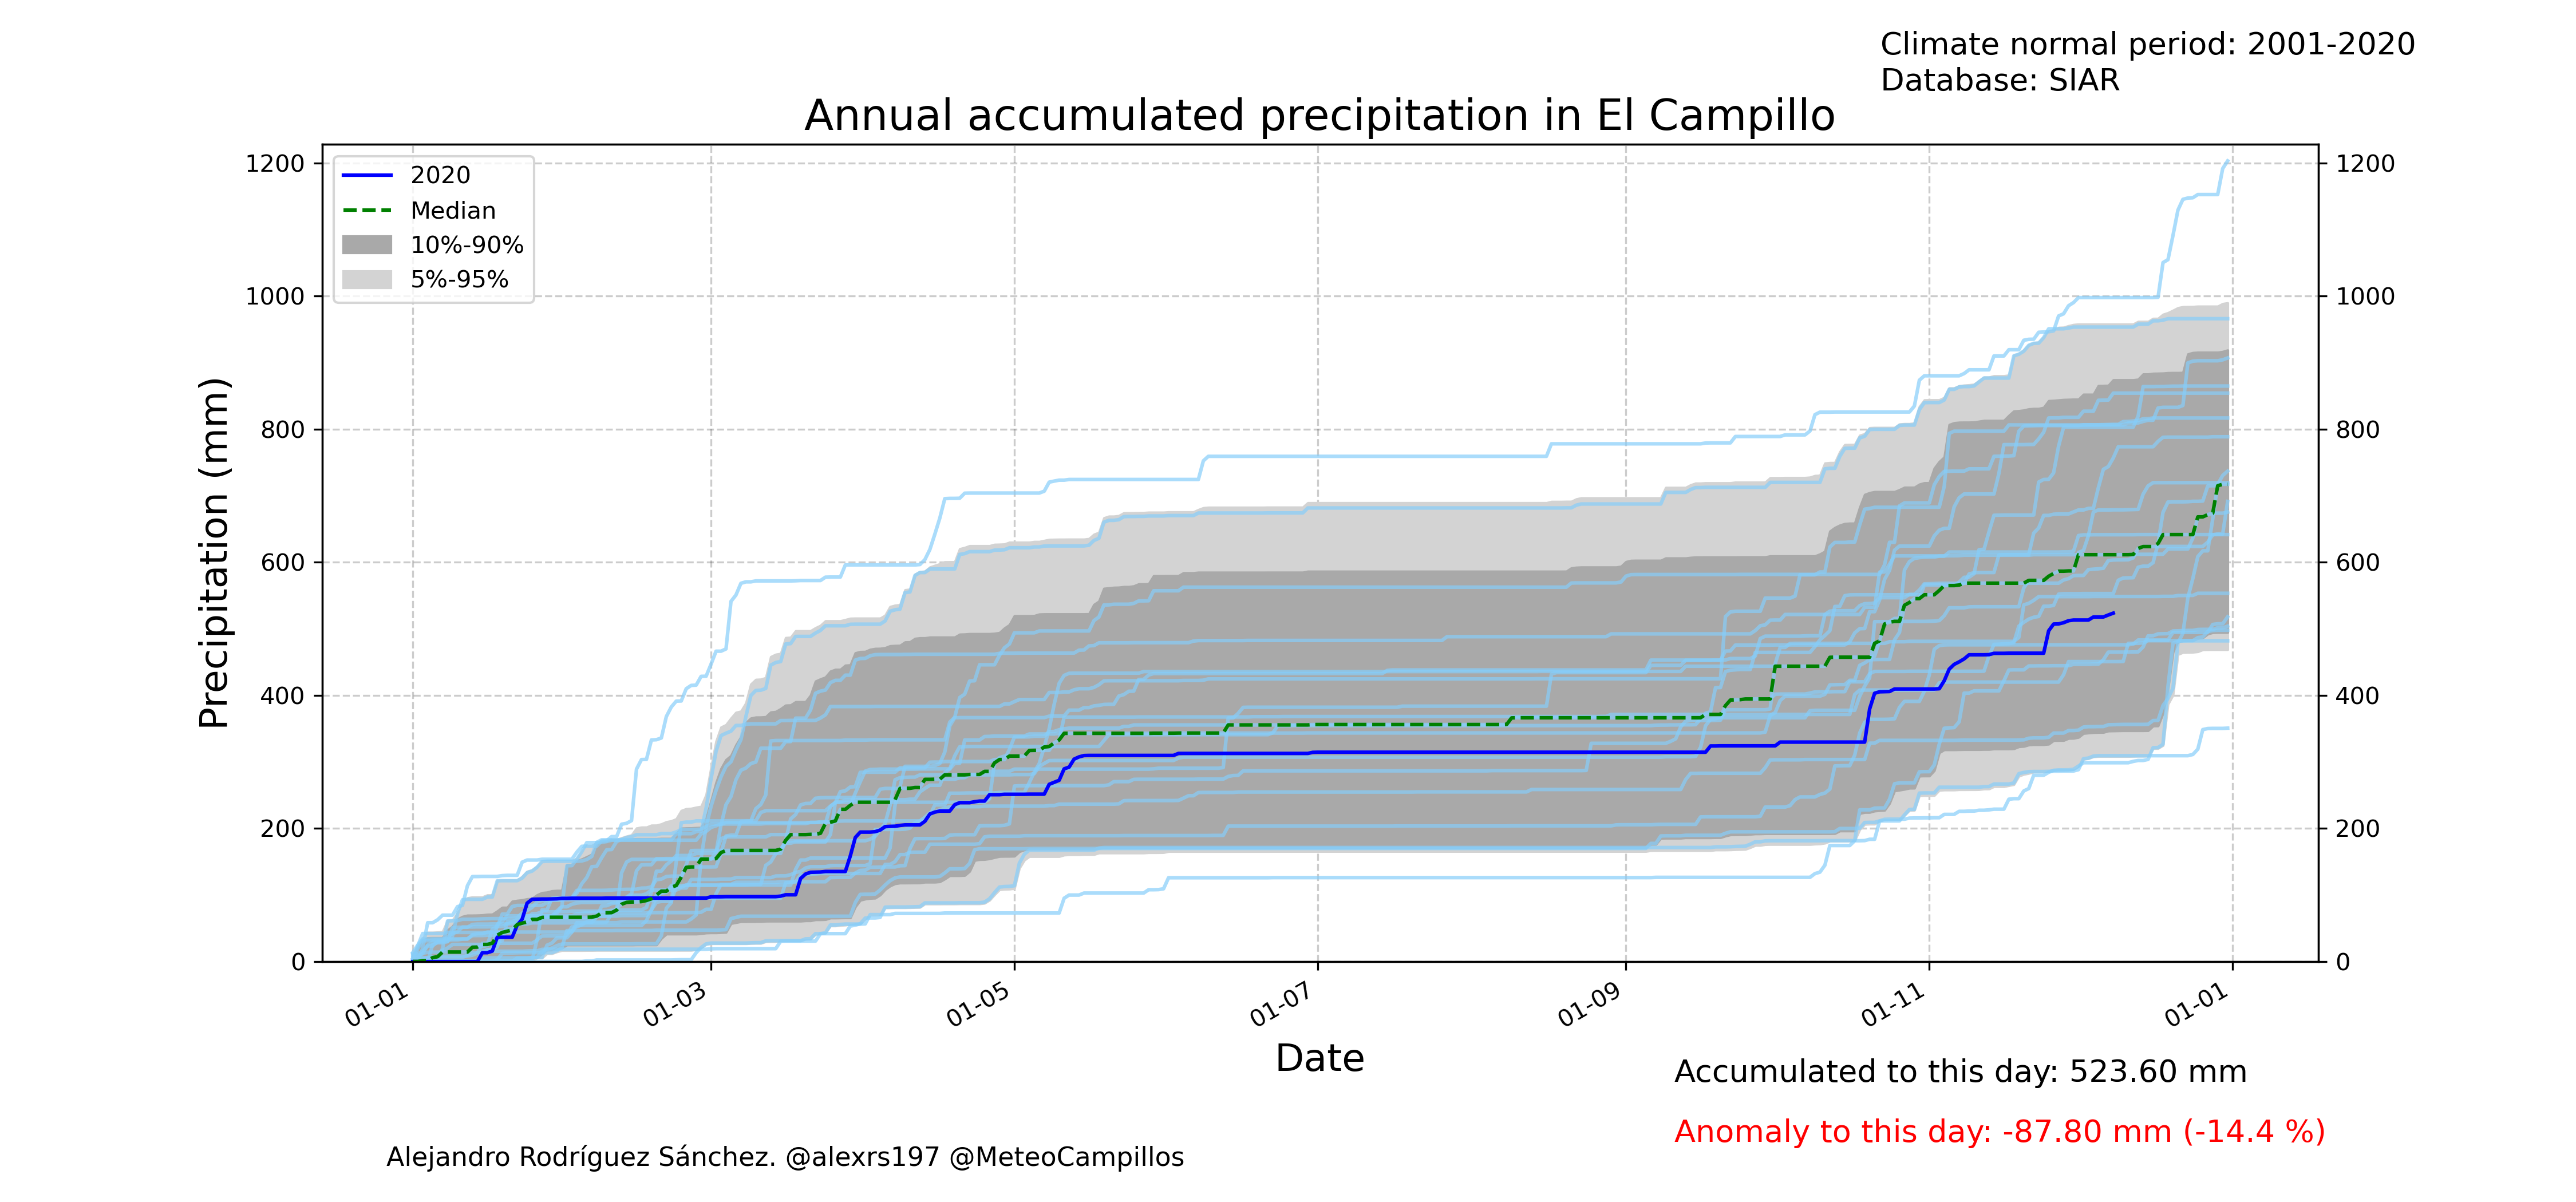 Climate normal period: 2001-2020
Database: SIAR
Annual accumulated precipitation in El Campillo
2020
Median
10%-90%
5%-95%
Precipitation (mm)
1200
1000
800
600
400
200
0
1200
1000
800
600
400
200
0
01-01
01-03
01-05
01-07
01-09
01-11
01-01
Date
Accumulated to this day: 523.60 mm
Anomaly to this day: -87.80 mm (-14.4 %)
Alejandro Rodríguez Sánchez. @alexrs197 @MeteoCampillos